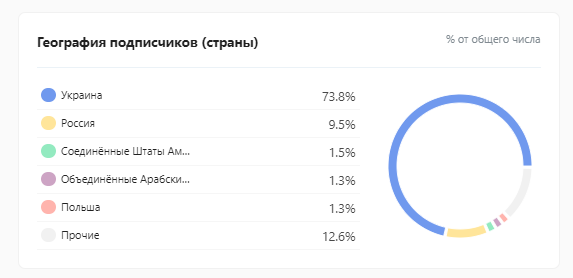 География подписчиков (страны)
% от общего числа
Украина 73.8%
Россия 9.5%
Соединённые Штаты Ам... 1.5%
Объединённые Арабски... 1.3%
Польша 1.3%
Прочие 12.6%